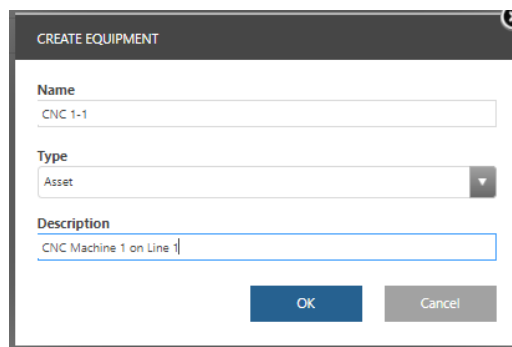 CREATE EQUIPMENT
Name
CNC 1-1
Type
Asset
Description
CNC Machine 1 on Line 1
OK Cancel